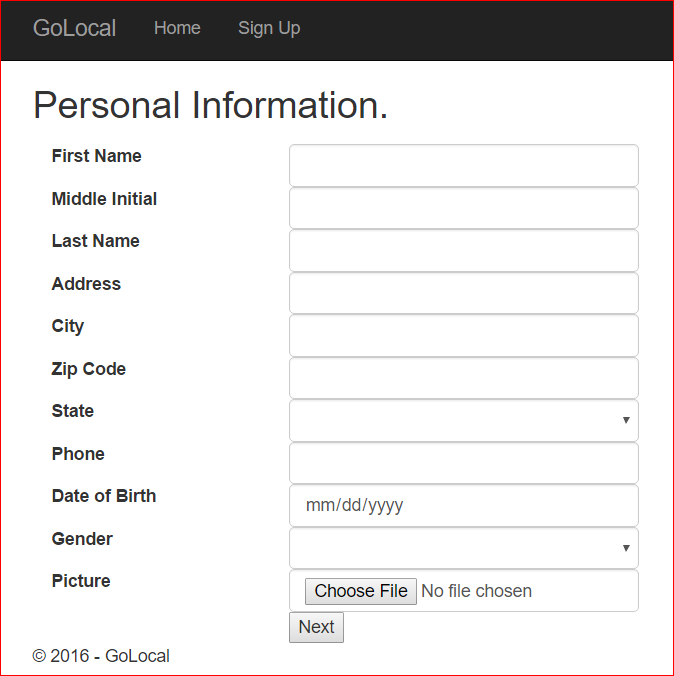 GoLocal Home Sign Up
Personal Information.
First Name
Middle Initial
Last Name
Address
City
Zip Code
State
Phone
Date of Birth mm/dd/yyyy
Gender
Picture Choose File No file chosen
Next
© 2016 - GoLocal